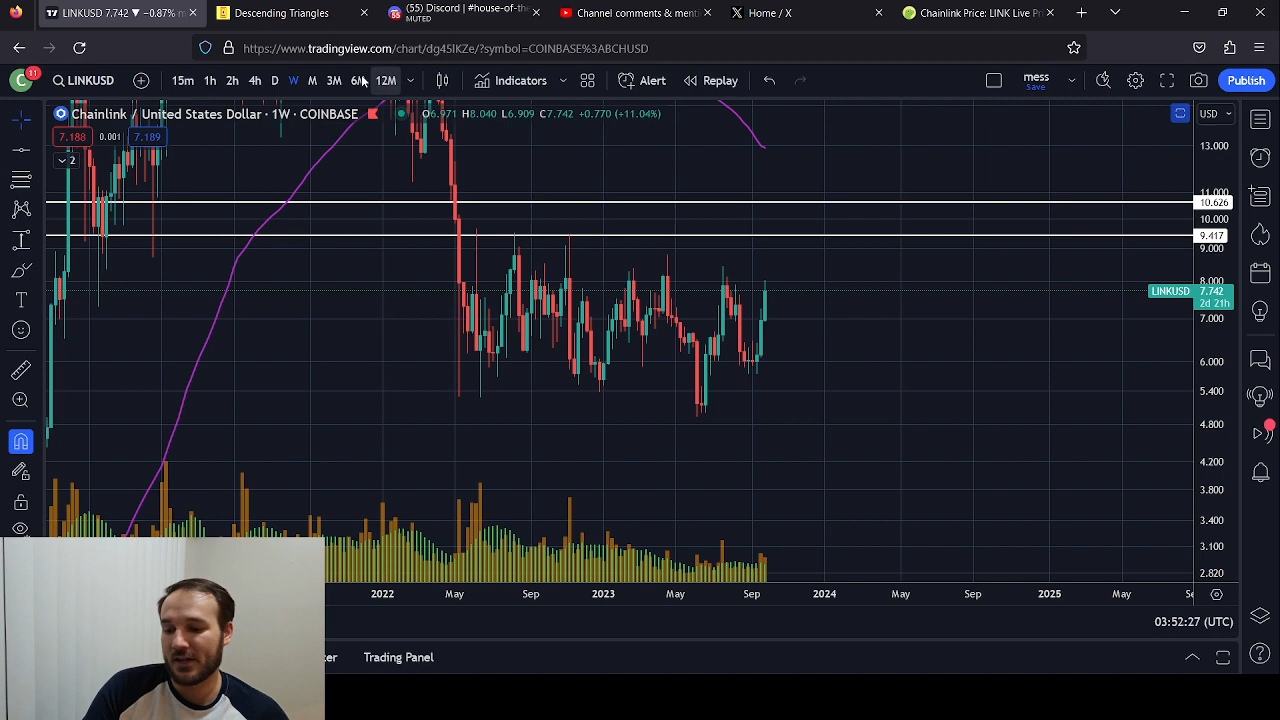 LINKUSD 7.742 ▼ −0.87% m
Descending Triangles
(55) Discord | #house-of-the
MUTED
Channel comments & menti
Home / X
Chainlink Price: LINK Live Pri
https://www.tradingview.com/chart/dg45lKZe/?symbol=COINBASE%3ABCHUSD
C
11
LINKUSD
15m
1h
2h
4h
D
W
M
3M
6M
12M
Indicators
Alert
Replay
mess
Save
Publish
Chainlink / United States Dollar · 1W · COINBASE
O6.971 H8.040 L6.909 C7.742 +0.770 (+11.04%)
USD
7.188
0.001
7.189
2
13.000
11.000
10.626
10.000
9.417
9.000
8.000
LINKUSD
7.742
2d 21h
7.000
6.000
5.400
4.800
4.200
3.800
3.400
3.100
2.820
2022
May
Sep
2023
May
Sep
2024
May
Sep
2025
May
03:52:27 (UTC)
Trading Panel